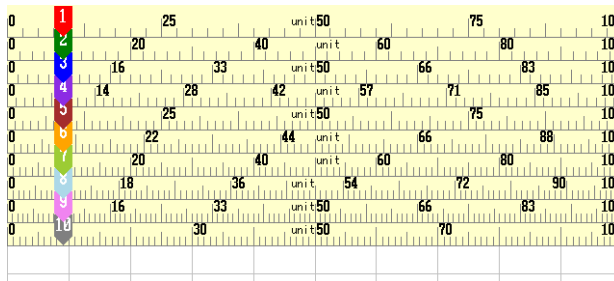 0 1 25 unit 50 75 10
0 2 20 40 unit 60 80 10
0 3 16 33 unit 50 66 83 10
0 4 14 28 42 unit 57 71 85 10
0 5 25 unit 50 75 10
0 6 22 44 unit 66 88 10
0 7 20 40 unit 60 80 10
0 8 18 36 unit 54 72 90 10
0 9 16 33 unit 50 66 83 10
0 10 30 unit 50 70 10